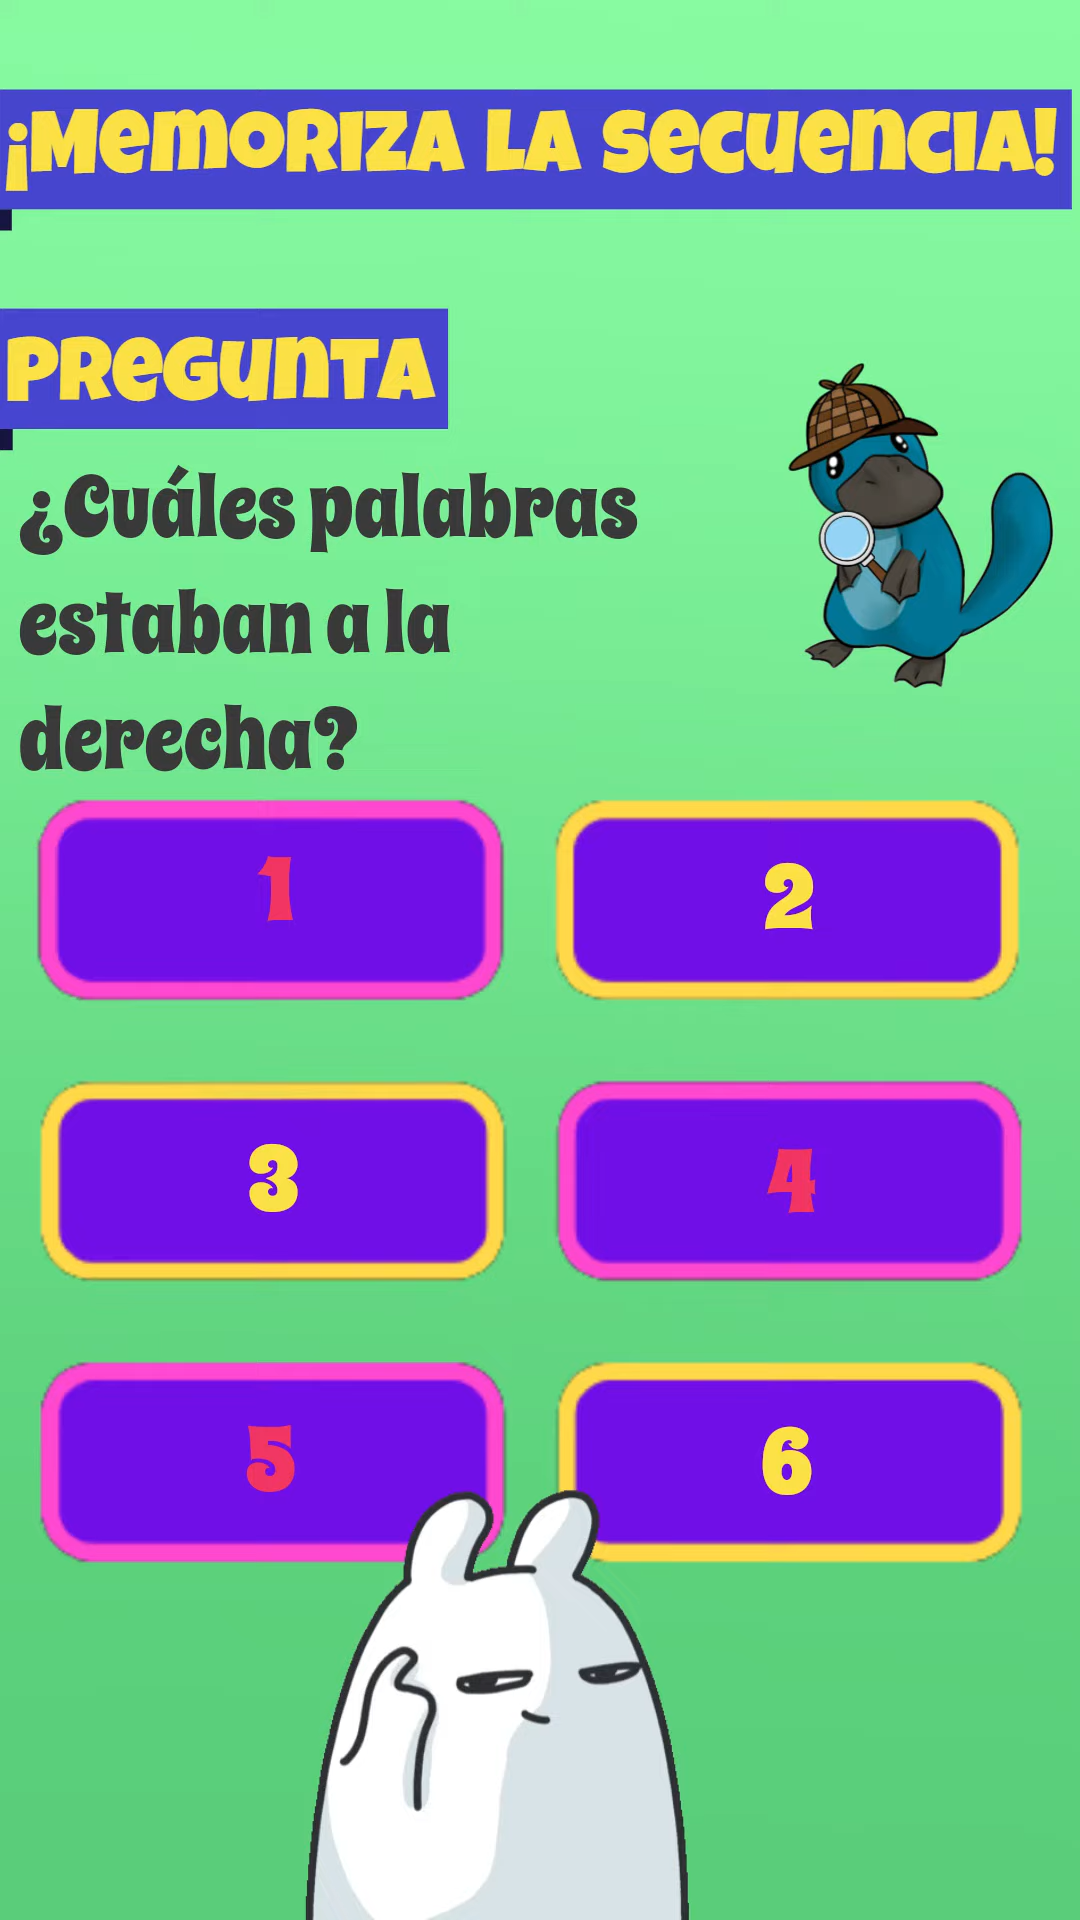 ¡Memoriza la secuencia!
Pregunta
¿Cuáles palabras
estaban a la
derecha?
1
2
3
4
5
6